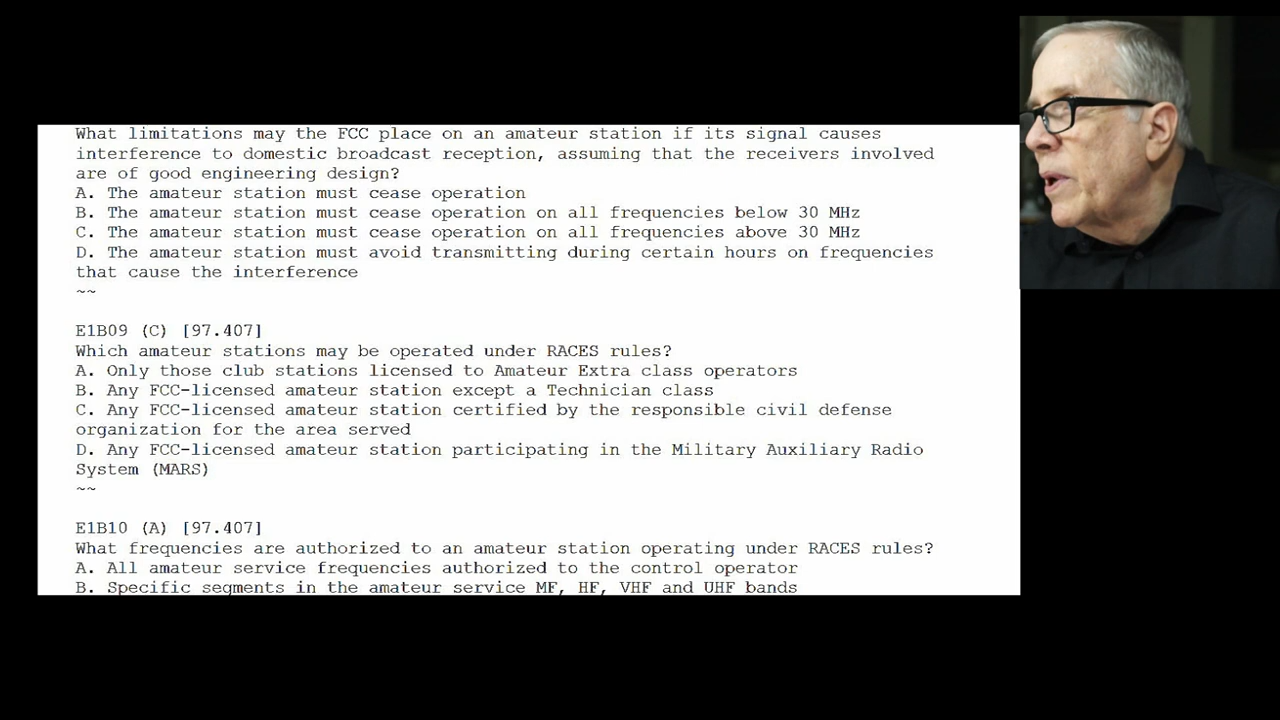 What limitations may the FCC place on an amateur station if its signal causes
interference to domestic broadcast reception, assuming that the receivers involved
are of good engineering design?
A. The amateur station must cease operation
B. The amateur station must cease operation on all frequencies below 30 MHz
C. The amateur station must cease operation on all frequencies above 30 MHz
D. The amateur station must avoid transmitting during certain hours on frequencies
that cause the interference
~~
E1B09 (C) [97.407]
Which amateur stations may be operated under RACES rules?
A. Only those club stations licensed to Amateur Extra class operators
B. Any FCC-licensed amateur station except a Technician class
C. Any FCC-licensed amateur station certified by the responsible civil defense
organization for the area served
D. Any FCC-licensed amateur station participating in the Military Auxiliary Radio
System (MARS)
~~
E1B10 (A) [97.407]
What frequencies are authorized to an amateur station operating under RACES rules?
A. All amateur service frequencies authorized to the control operator
B. Specific segments in the amateur service MF, HF, VHF and UHF bands